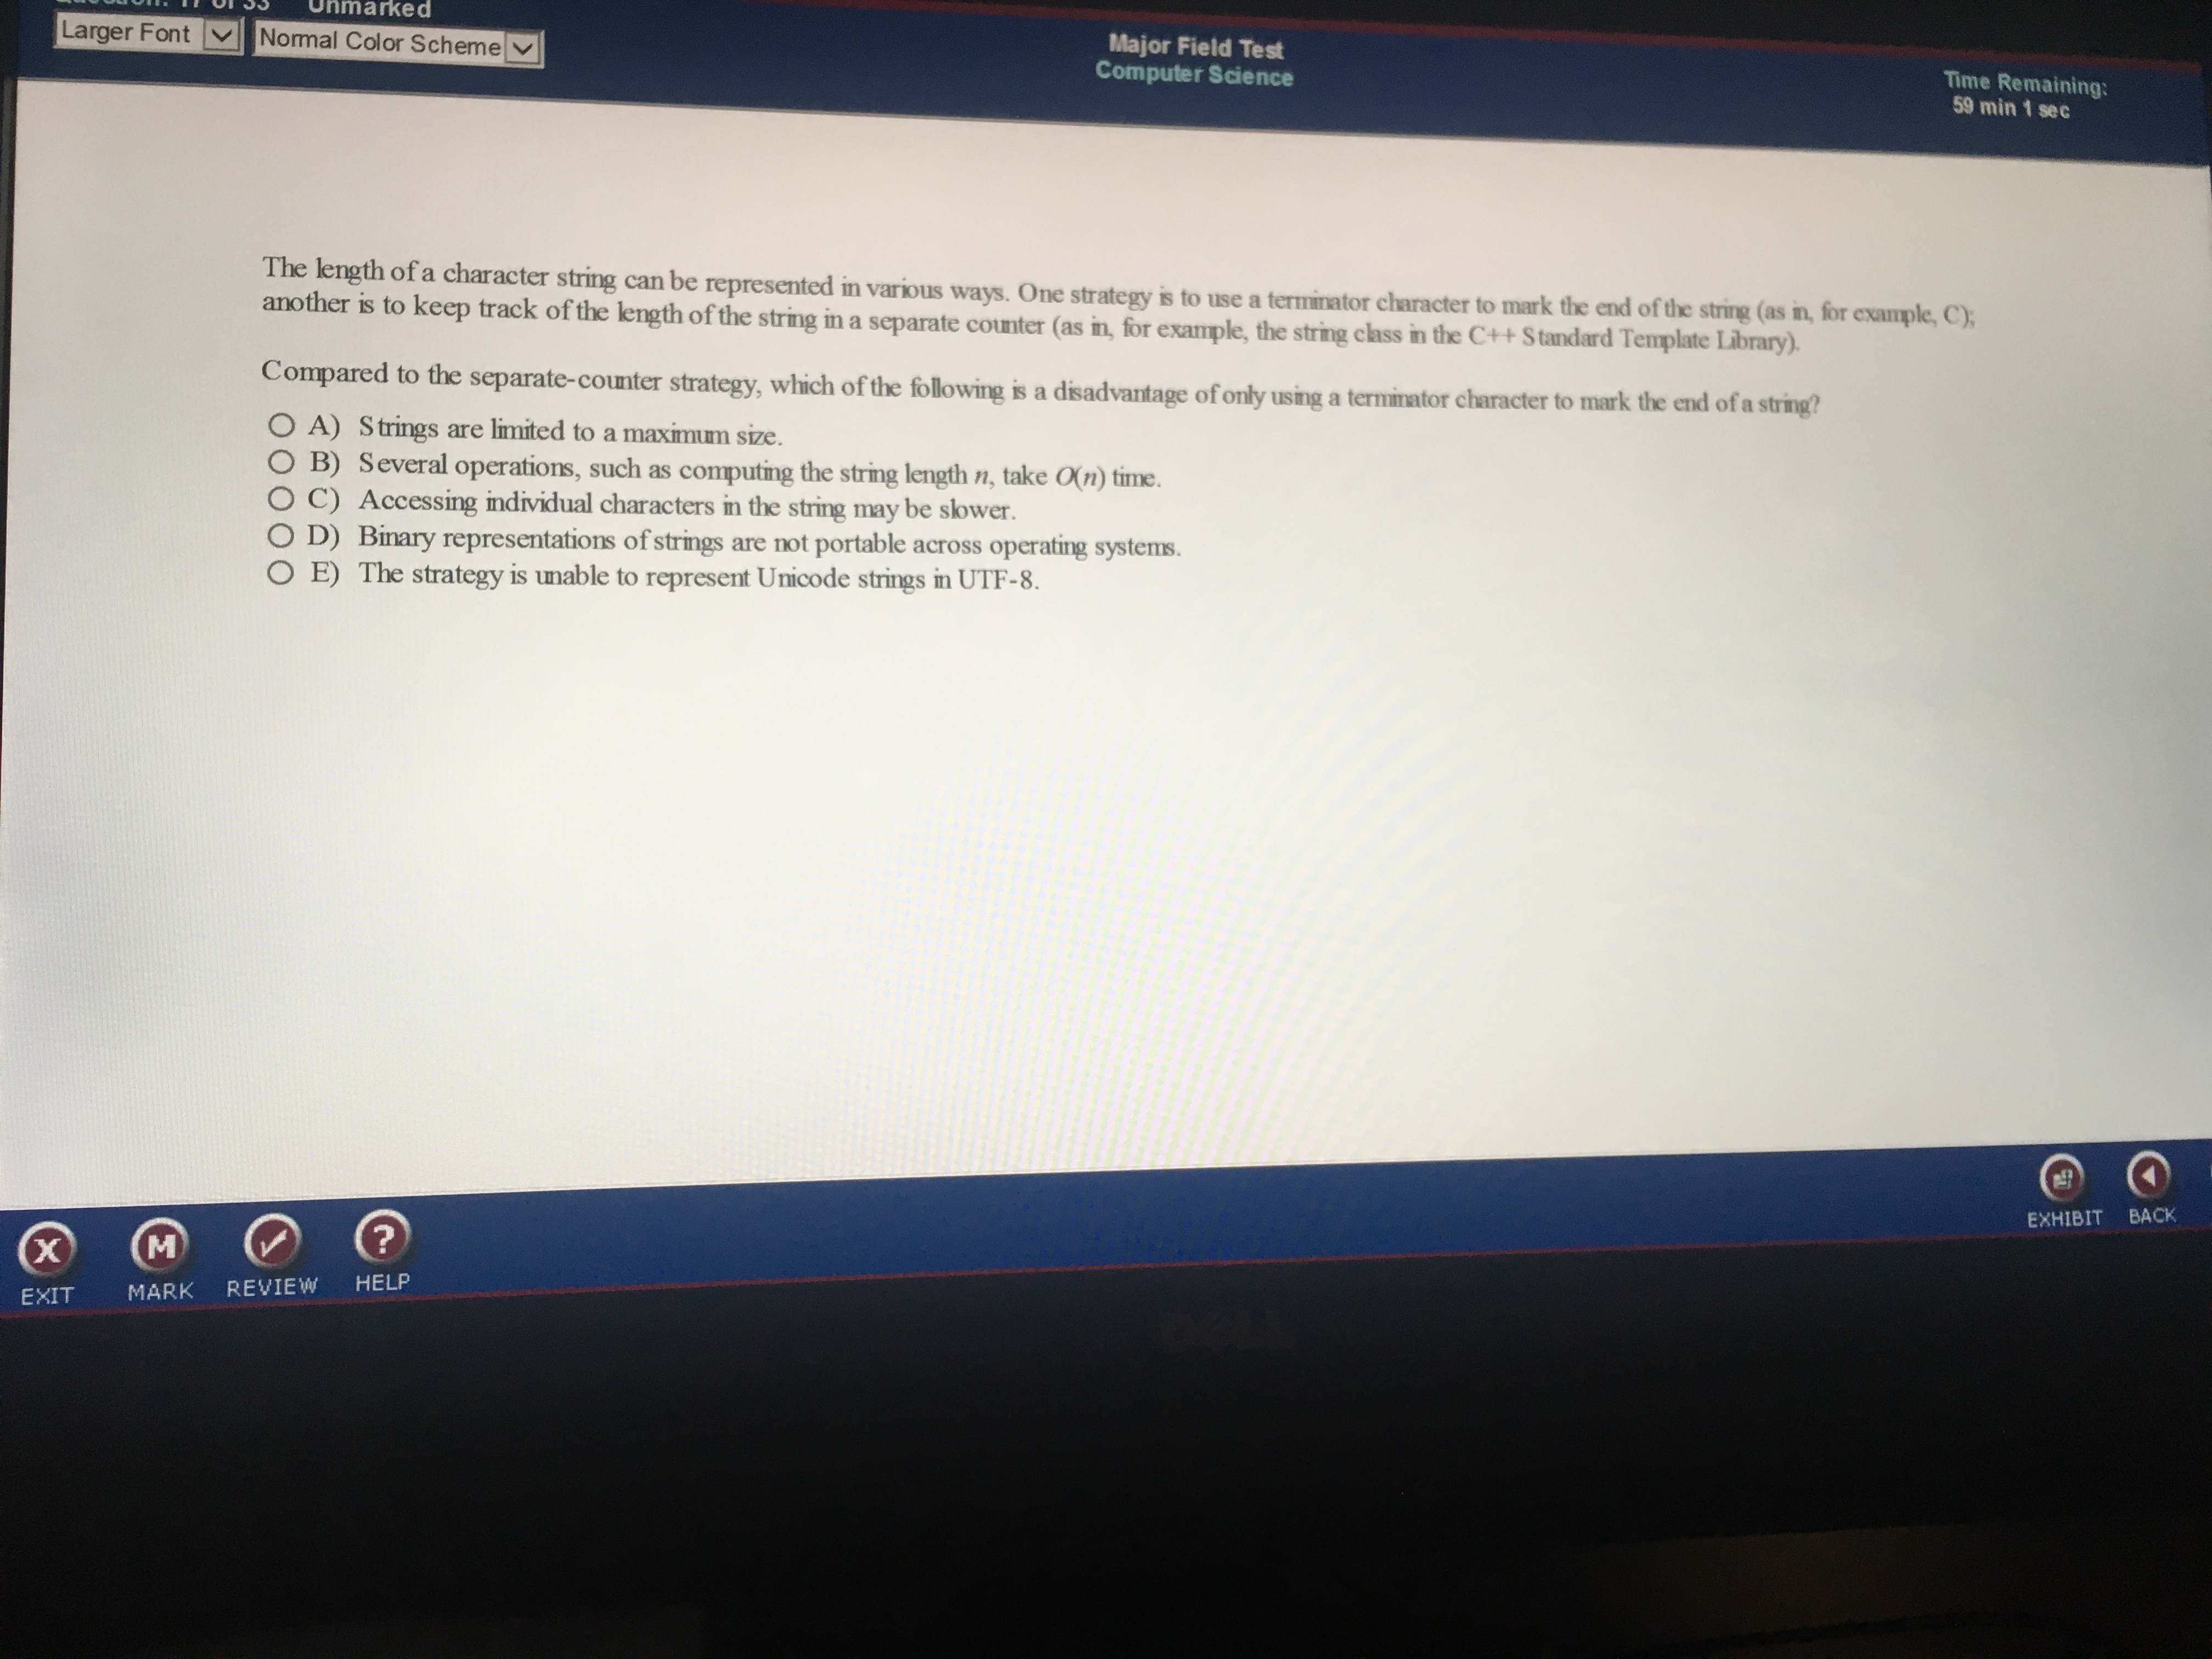 17 of 33 Unmarked
Larger Font Normal Color Scheme
Major Field Test
Computer Science
Time Remaining:
59 min 1 sec
The length of a character string can be represented in various ways. One strategy is to use a terminator character to mark the end of the string (as in, for example, C);
another is to keep track of the length of the string in a separate counter (as in, for example, the string class in the C++ Standard Template Library).
Compared to the separate-counter strategy, which of the following is a disadvantage of only using a terminator character to mark the end of a string?
A) Strings are limited to a maximum size.
B) Several operations, such as computing the string length n, take O(n) time.
C) Accessing individual characters in the string may be slower.
D) Binary representations of strings are not portable across operating systems.
E) The strategy is unable to represent Unicode strings in UTF-8.
X M ? 
EXIT MARK REVIEW HELP
EXHIBIT BACK
DELL